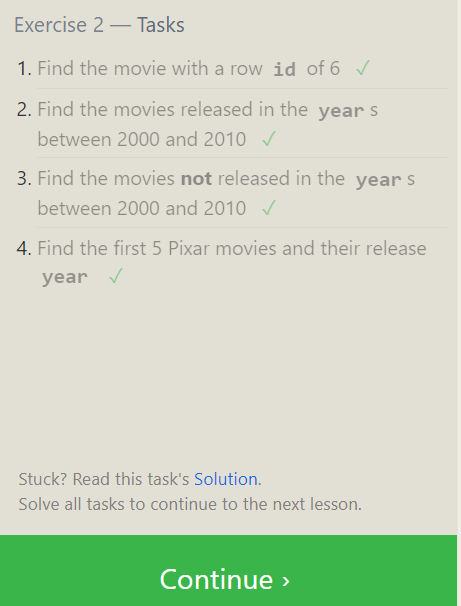 Exercise 2 — Tasks
1. Find the movie with a row id of 6 ✓
2. Find the movies released in the year s
between 2000 and 2010 ✓
3. Find the movies not released in the year s
between 2000 and 2010 ✓
4. Find the first 5 Pixar movies and their release
year ✓
Stuck? Read this task's Solution.
Solve all tasks to continue to the next lesson.
Continue ›